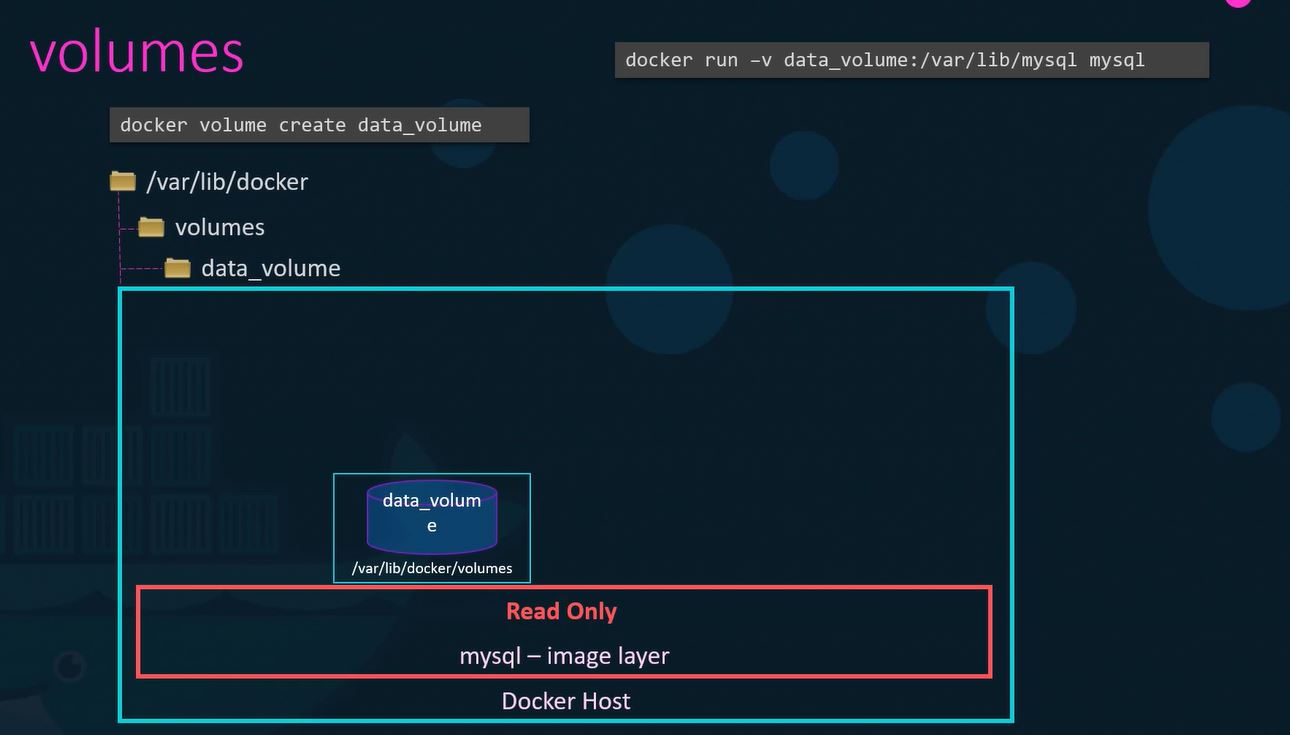 volumes
docker run –v data_volume:/var/lib/mysql mysql
docker volume create data_volume
/var/lib/docker
volumes
data_volume
data_volum
e
/var/lib/docker/volumes
Read Only
mysql – image layer
Docker Host